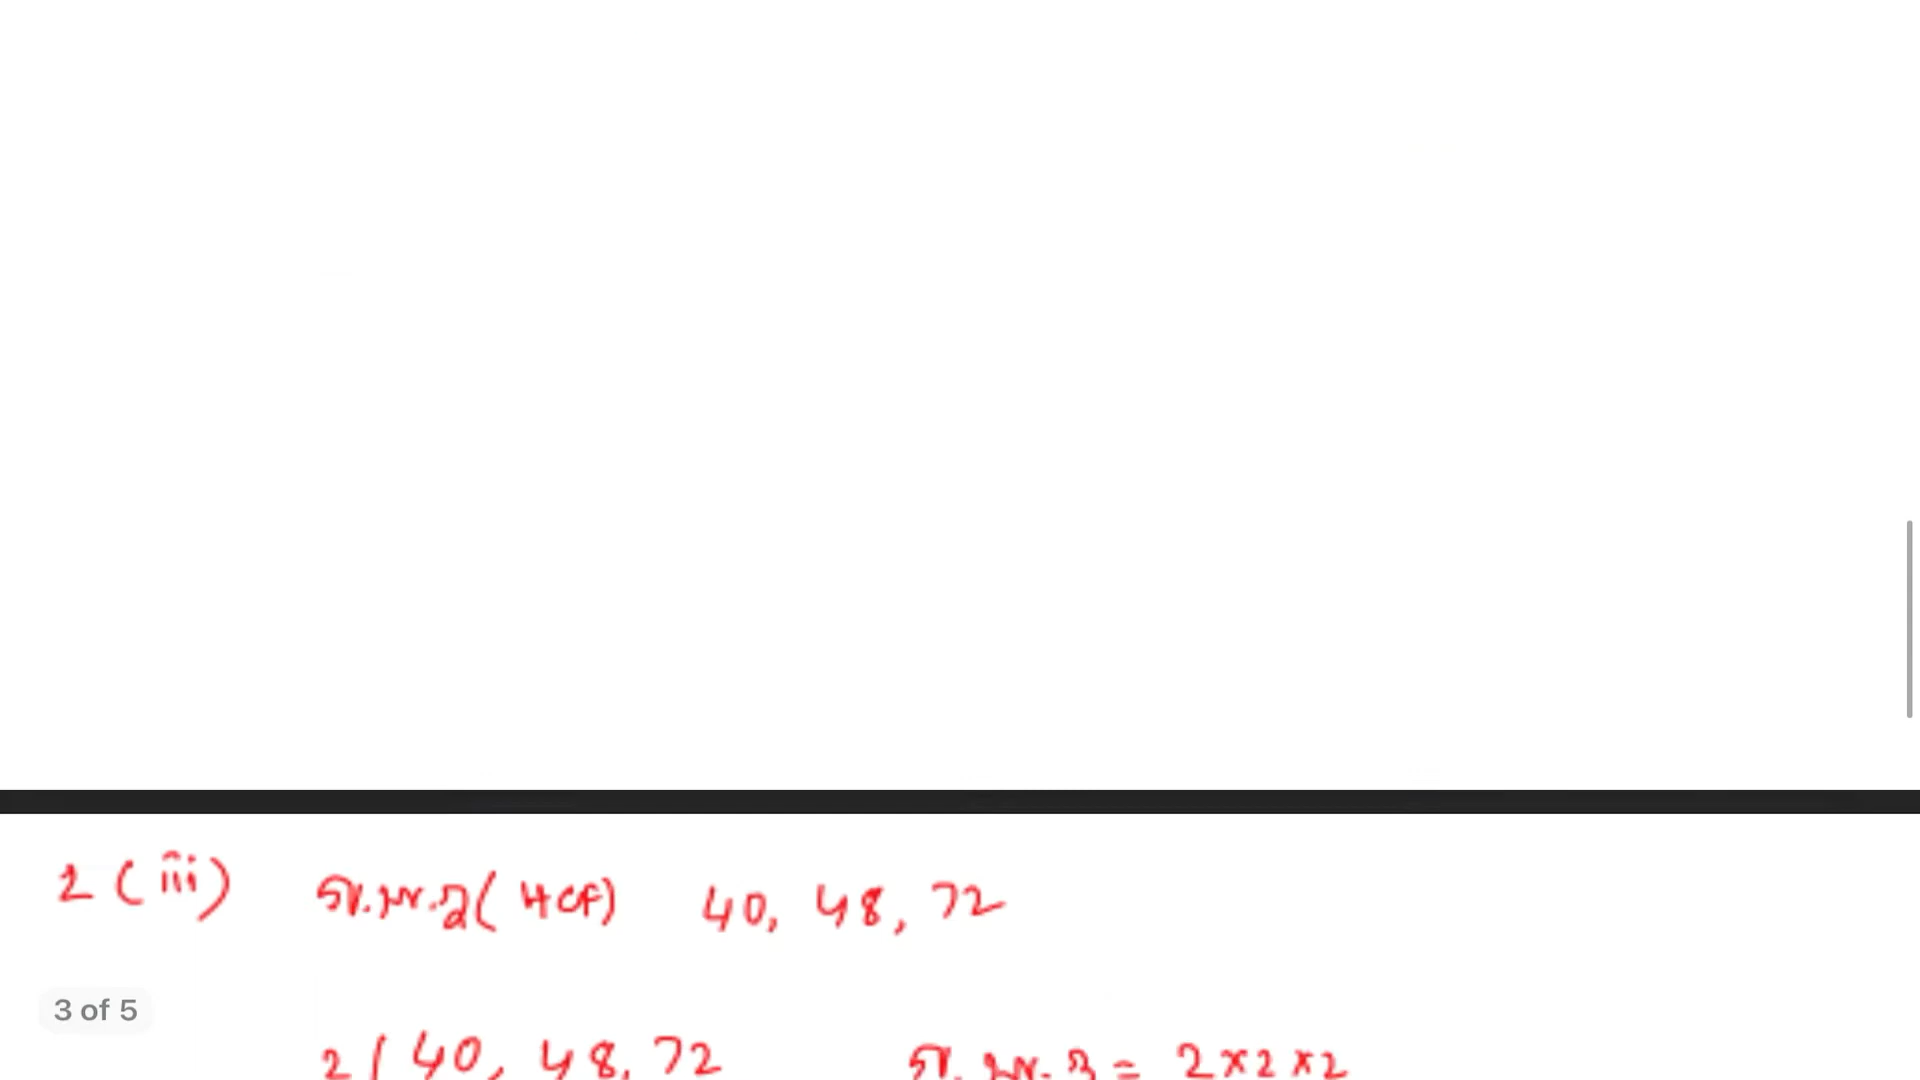 2 (iii) (HCF) 40, 48, 72
2 | 40, 48, 72 = 2×2×2
3 of 5